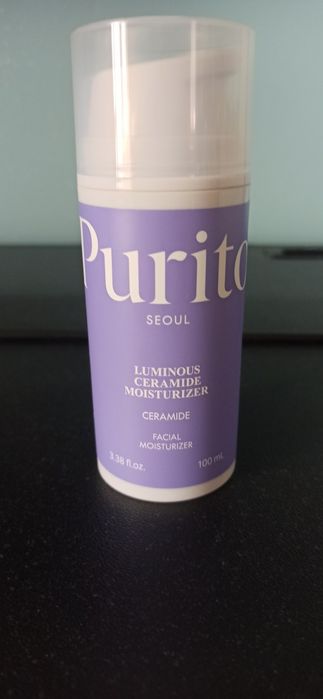 Purito
SEOUL
LUMINOUS
CERAMIDE
MOISTURIZER
CERAMIDE
FACIAL
MOISTURIZER
3.38 fl.oz. 100 ml